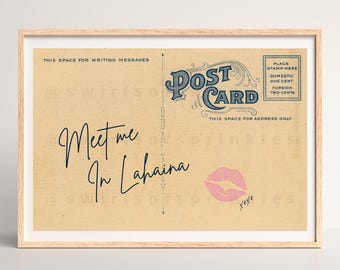 THIS SPACE FOR WRITING MESSAGES
POST
CARD
PLACE
STAMP HERE
DOMESTIC
ONE CENT
FOREIGN
TWO CENTS
THIS SPACE FOR ADDRESS ONLY
Meet me
In Lahaina
xoxo